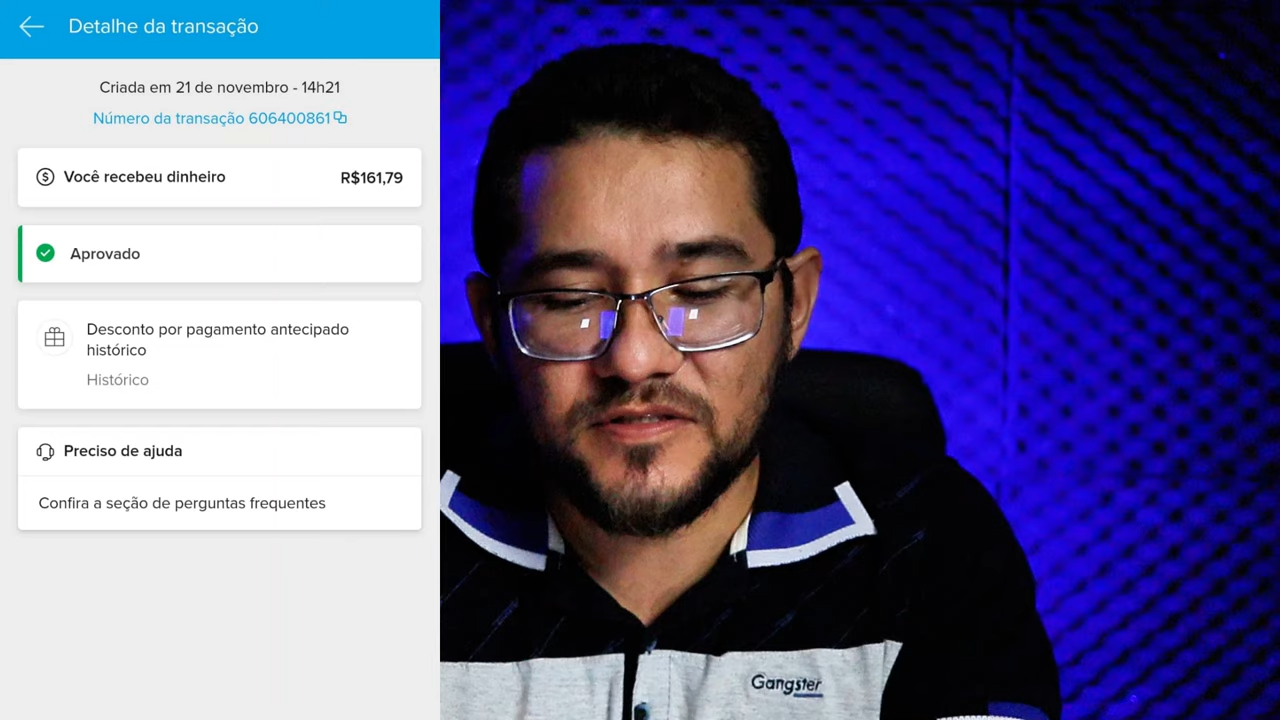 Detalhe da transação
Criada em 21 de novembro - 14h21
Número da transação 606400861
Você recebeu dinheiro R$161,79
Aprovado
Desconto por pagamento antecipado
histórico
Histórico
Preciso de ajuda
Confira a seção de perguntas frequentes
Gangster